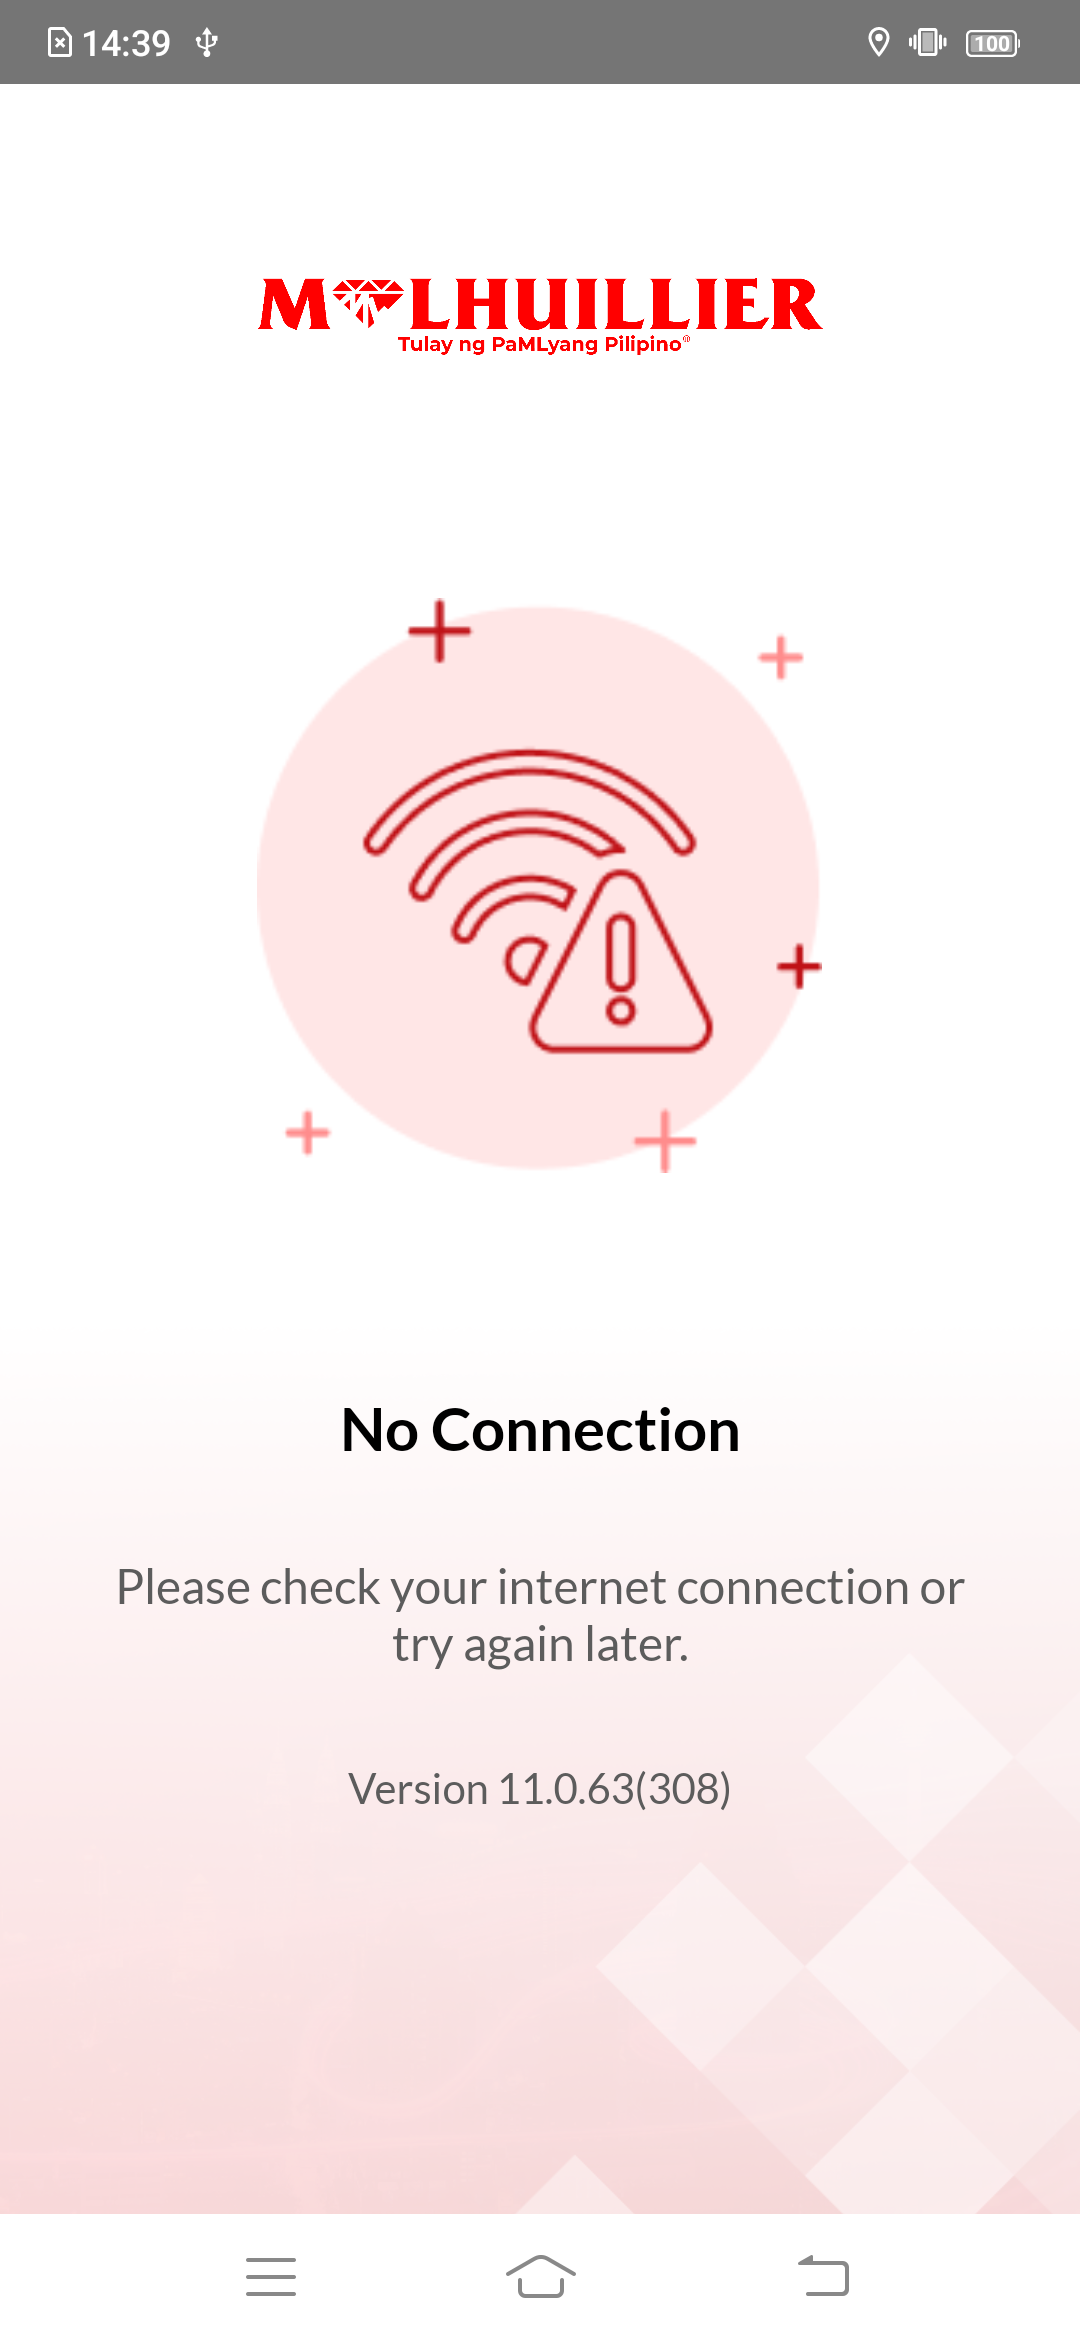 14:39
100
M LHUILLIER
Tulay ng PaMLyang Pilipino®
No Connection
Please check your internet connection or
try again later.
Version 11.0.63(308)